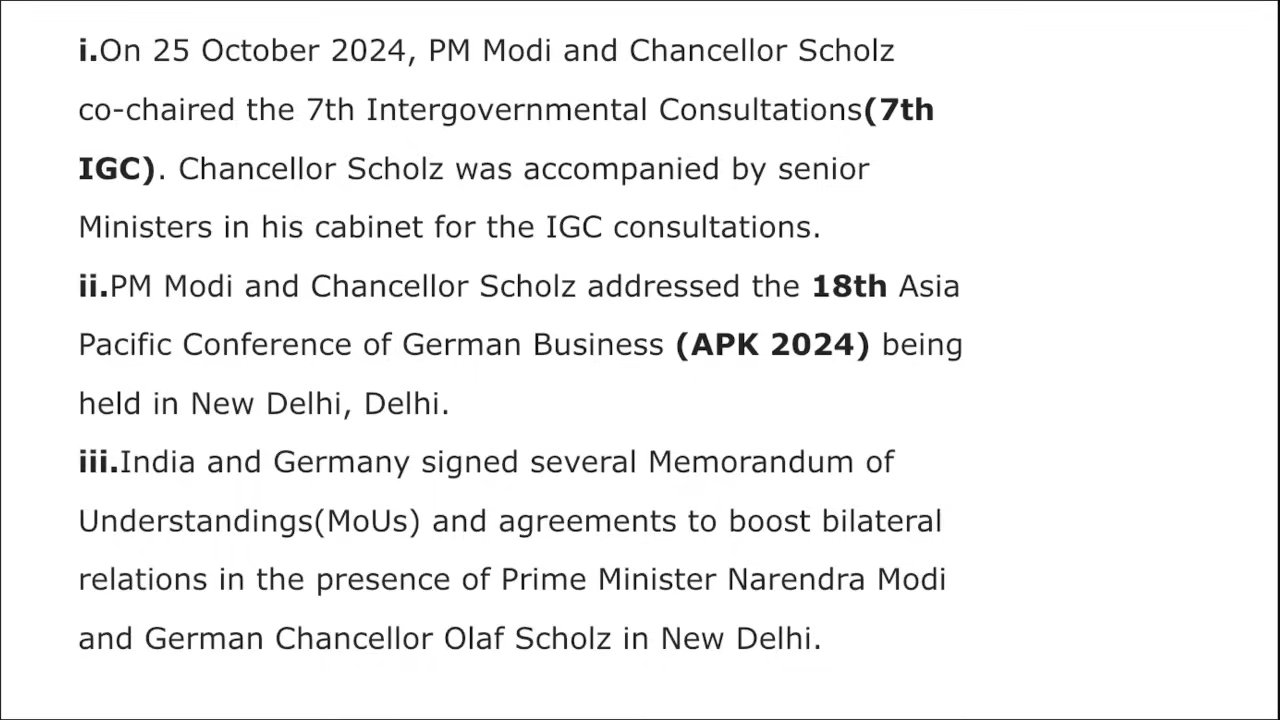 i.On 25 October 2024, PM Modi and Chancellor Scholz
co-chaired the 7th Intergovernmental Consultations(7th
IGC). Chancellor Scholz was accompanied by senior
Ministers in his cabinet for the IGC consultations.
ii.PM Modi and Chancellor Scholz addressed the 18th Asia
Pacific Conference of German Business (APK 2024) being
held in New Delhi, Delhi.
iii.India and Germany signed several Memorandum of
Understandings(MoUs) and agreements to boost bilateral
relations in the presence of Prime Minister Narendra Modi
and German Chancellor Olaf Scholz in New Delhi.